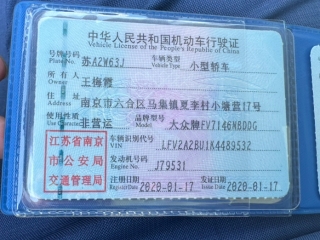 中华人民共和国机动车行驶证
Vehicle License of the People's Republic of China
号牌号码 Plate No. 苏A2W63J 车辆类型 Vehicle Type 小型轿车
所有人 Owner 王梅霞
住址 Address 南京市六合区马集镇夏李村小塘营17号
使用性质 Use Character 非营运 品牌型号 Model 大众牌FV7146BBDDG
江苏省南京市公安局交通管理局
车辆识别代号 VIN LFV2A2BU1K4489532
发动机号码 Engine No. J79531
注册日期 Register Date 2020-01-17 发证日期 Issue Date 2020-01-17